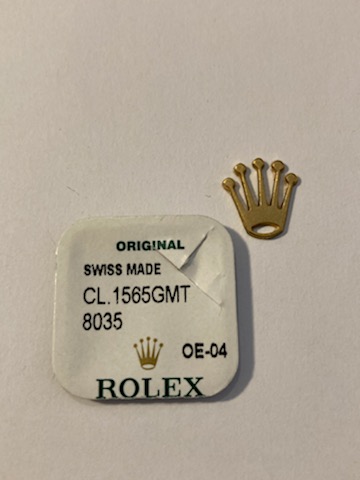 ORIGINAL
SWISS MADE
CL.1565GMT
8035
OE-04
ROLEX